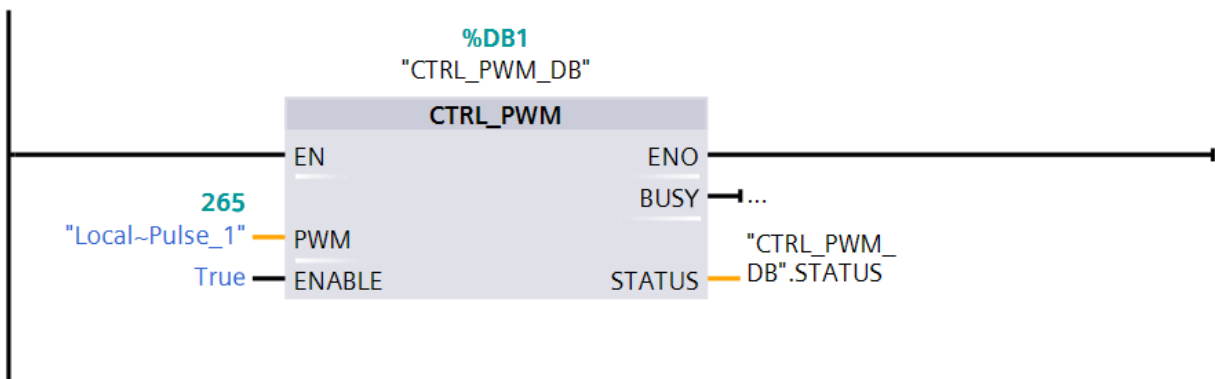 %DB1
"CTRL_PWM_DB"
CTRL_PWM
EN
ENO
BUSY
...
265
"Local~Pulse_1"
PWM
True
ENABLE
STATUS
"CTRL_PWM_
DB".STATUS